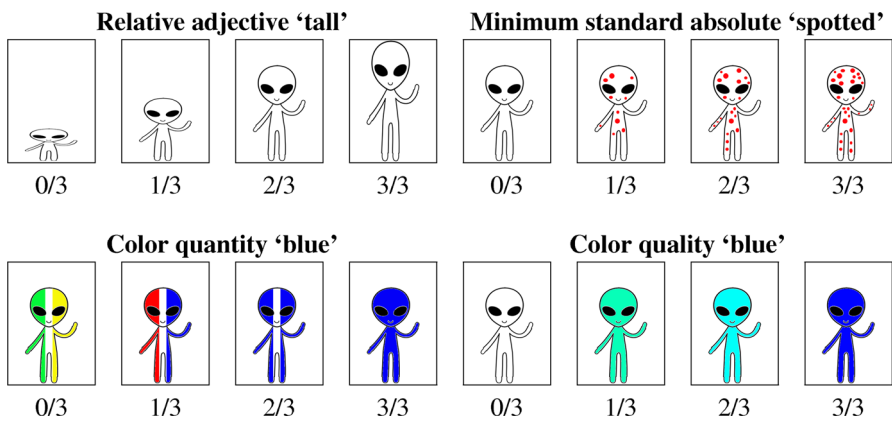 Relative adjective ‘tall’ Minimum standard absolute ‘spotted’
0/3 1/3 2/3 3/3 0/3 1/3 2/3 3/3
Color quantity ‘blue’ Color quality ‘blue’
0/3 1/3 2/3 3/3 0/3 1/3 2/3 3/3